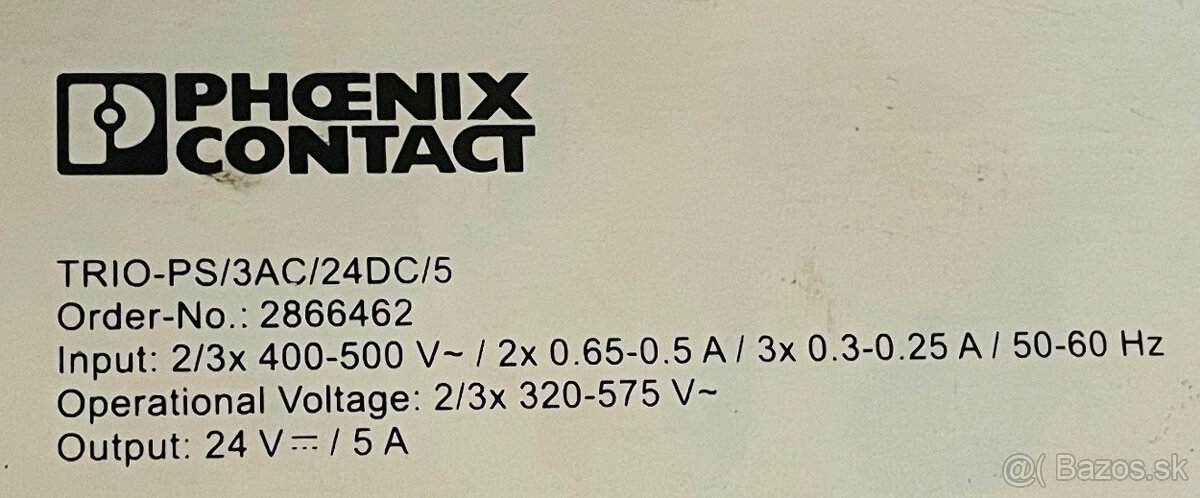 PHŒNIX
CONTACT
TRIO-PS/3AC/24DC/5
Order-No.: 2866462
Input: 2/3x 400-500 V~ / 2x 0.65-0.5 A / 3x 0.3-0.25 A / 50-60 Hz
Operational Voltage: 2/3x 320-575 V~
Output: 24 V⎓ / 5 A
@( Bazos.sk